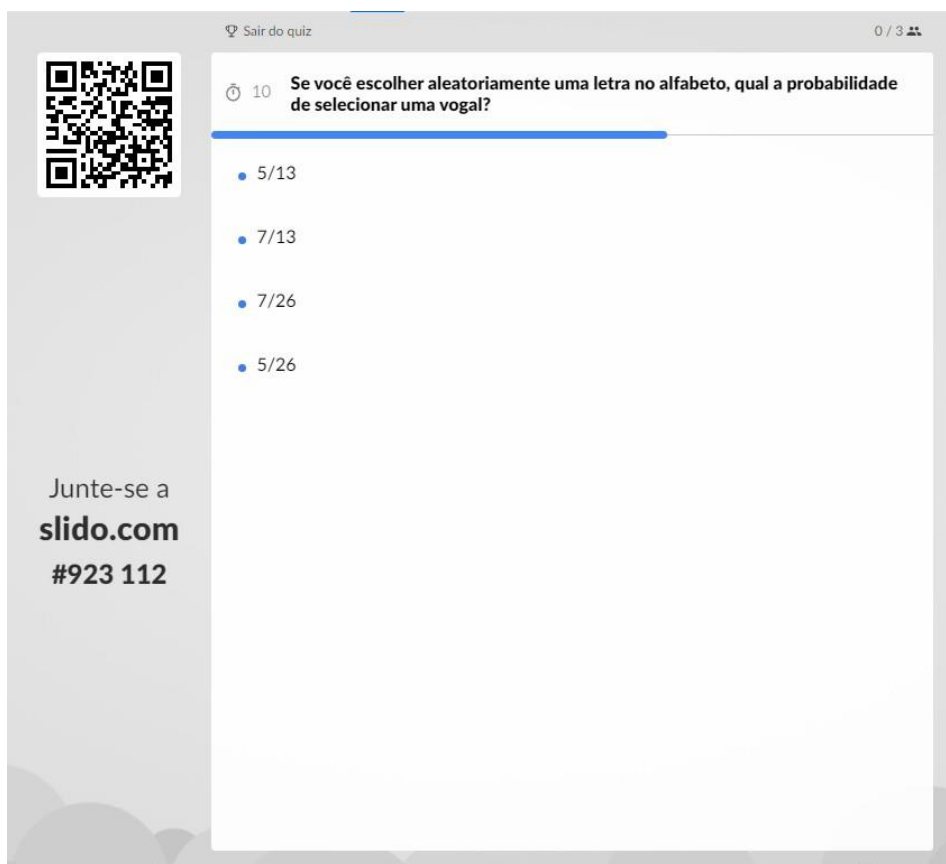 Sair do quiz
0 / 3
10
Se você escolher aleatoriamente uma letra no alfabeto, qual a probabilidade
de selecionar uma vogal?
5/13
7/13
7/26
5/26
Junte-se a
slido.com
#923 112